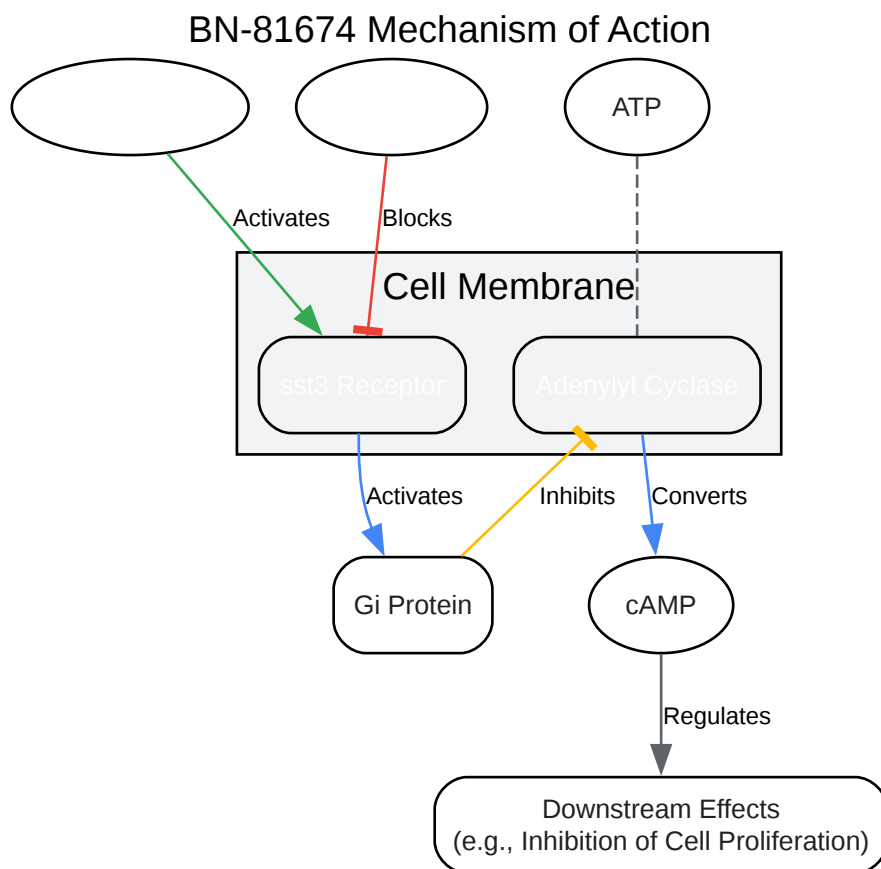 BN-81674 Mechanism of Action
ATP
Activates
Blocks
Cell Membrane
sst3 Receptor
Adenylyl Cyclase
Activates
Inhibits
Converts
Gi Protein
cAMP
Regulates
Downstream Effects
(e.g., Inhibition of Cell Proliferation)